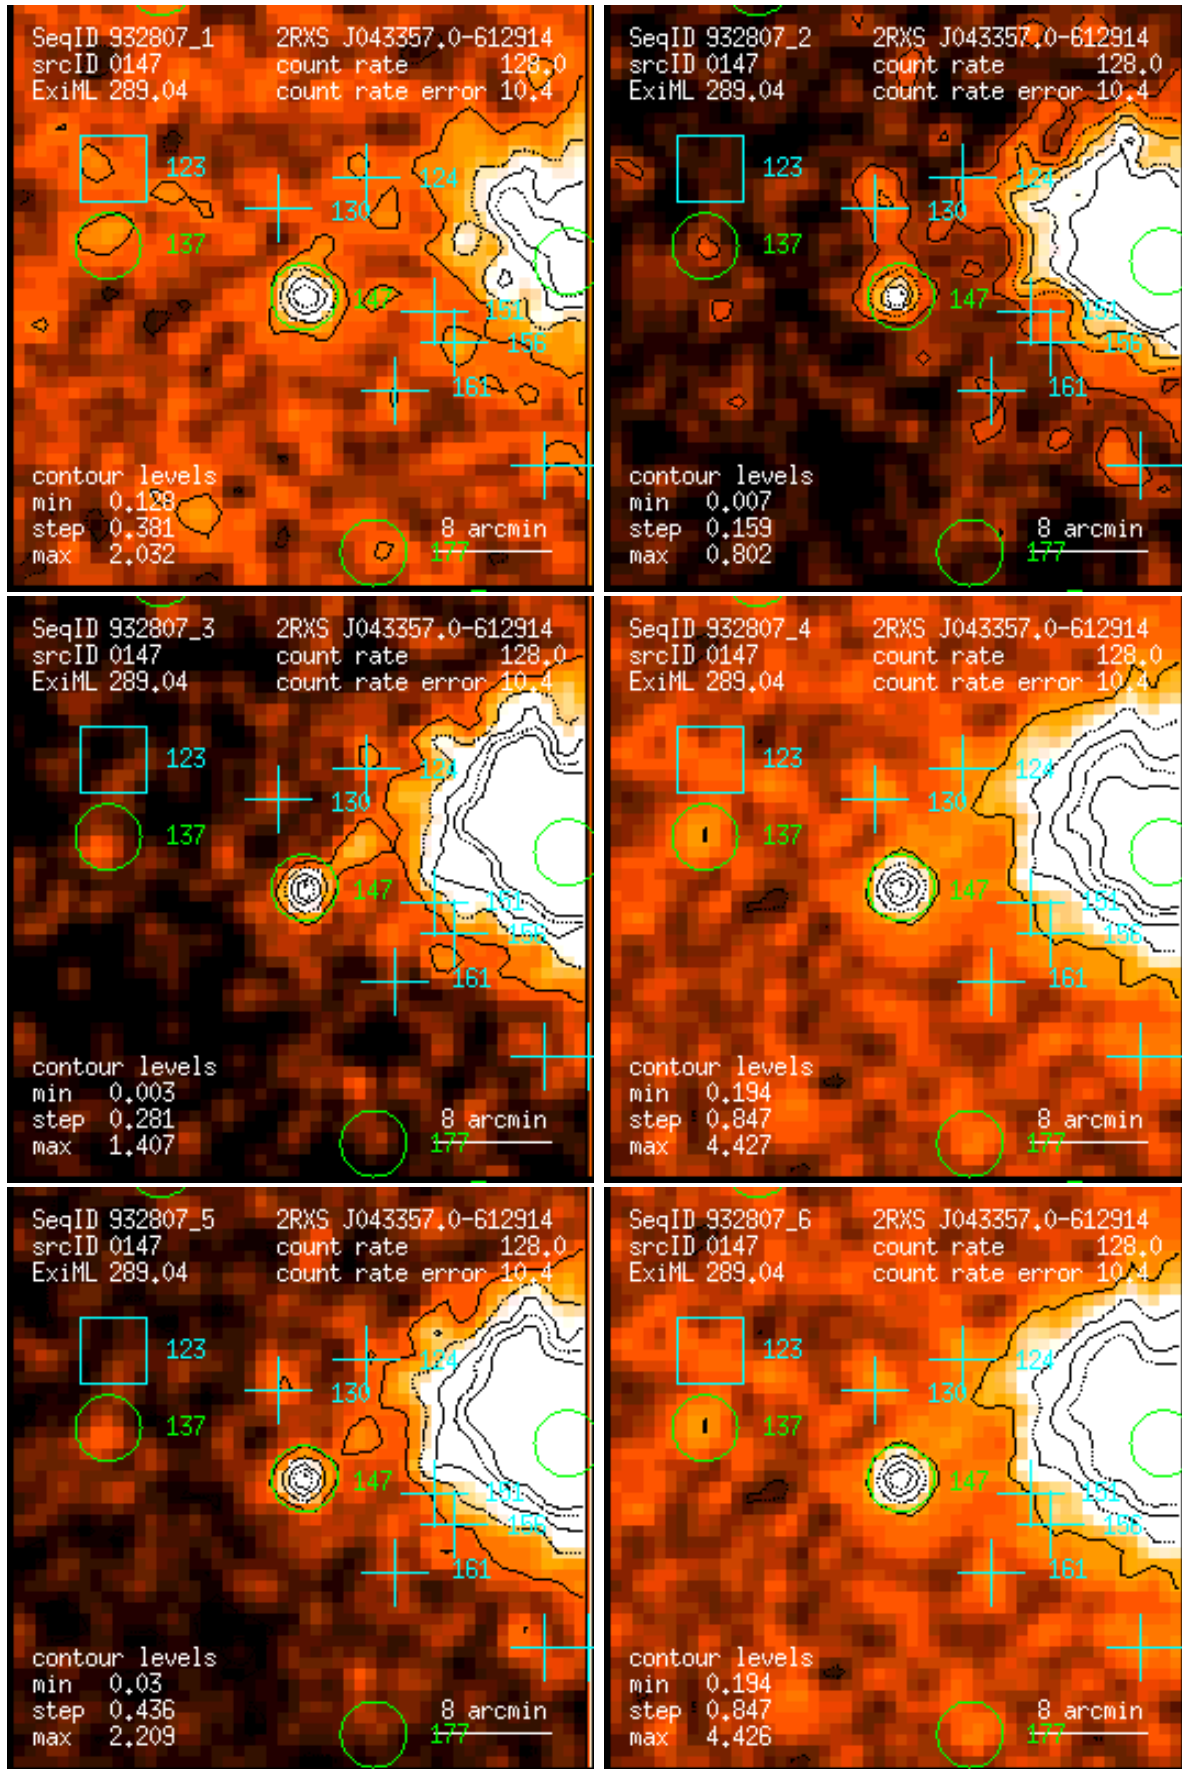 SeqID 932807_1 2RXS J043357.0-612914
srcID 0147 count rate 128.0
ExiML 289.04 count rate error 10.4
123
124
130
137
147
151
156
161
contour levels
min 0.128
step 0.381 8 arcmin
max 2.032 177
SeqID 932807_2 2RXS J043357.0-612914
srcID 0147 count rate 128.0
ExiML 289.04 count rate error 10.4
123
124
130
137
147
151
156
161
contour levels
min 0.007
step 0.159 8 arcmin
max 0.802 177
SeqID 932807_3 2RXS J043357.0-612914
srcID 0147 count rate 128.0
ExiML 289.04 count rate error 10.4
123
124
130
137
147
151
156
161
contour levels
min 0.003
step 0.281 8 arcmin
max 1.407 177
SeqID 932807_4 2RXS J043357.0-612914
srcID 0147 count rate 128.0
ExiML 289.04 count rate error 10.4
123
124
130
137
147
151
156
161
contour levels
min 0.194
step 0.847 8 arcmin
max 4.427 177
SeqID 932807_5 2RXS J043357.0-612914
srcID 0147 count rate 128.0
ExiML 289.04 count rate error 10.4
123
124
130
137
147
151
156
161
contour levels
min 0.03
step 0.436 8 arcmin
max 2.209 177
SeqID 932807_6 2RXS J043357.0-612914
srcID 0147 count rate 128.0
ExiML 289.04 count rate error 10.4
123
124
130
137
147
151
156
161
contour levels
min 0.194
step 0.847 8 arcmin
max 4.426 177